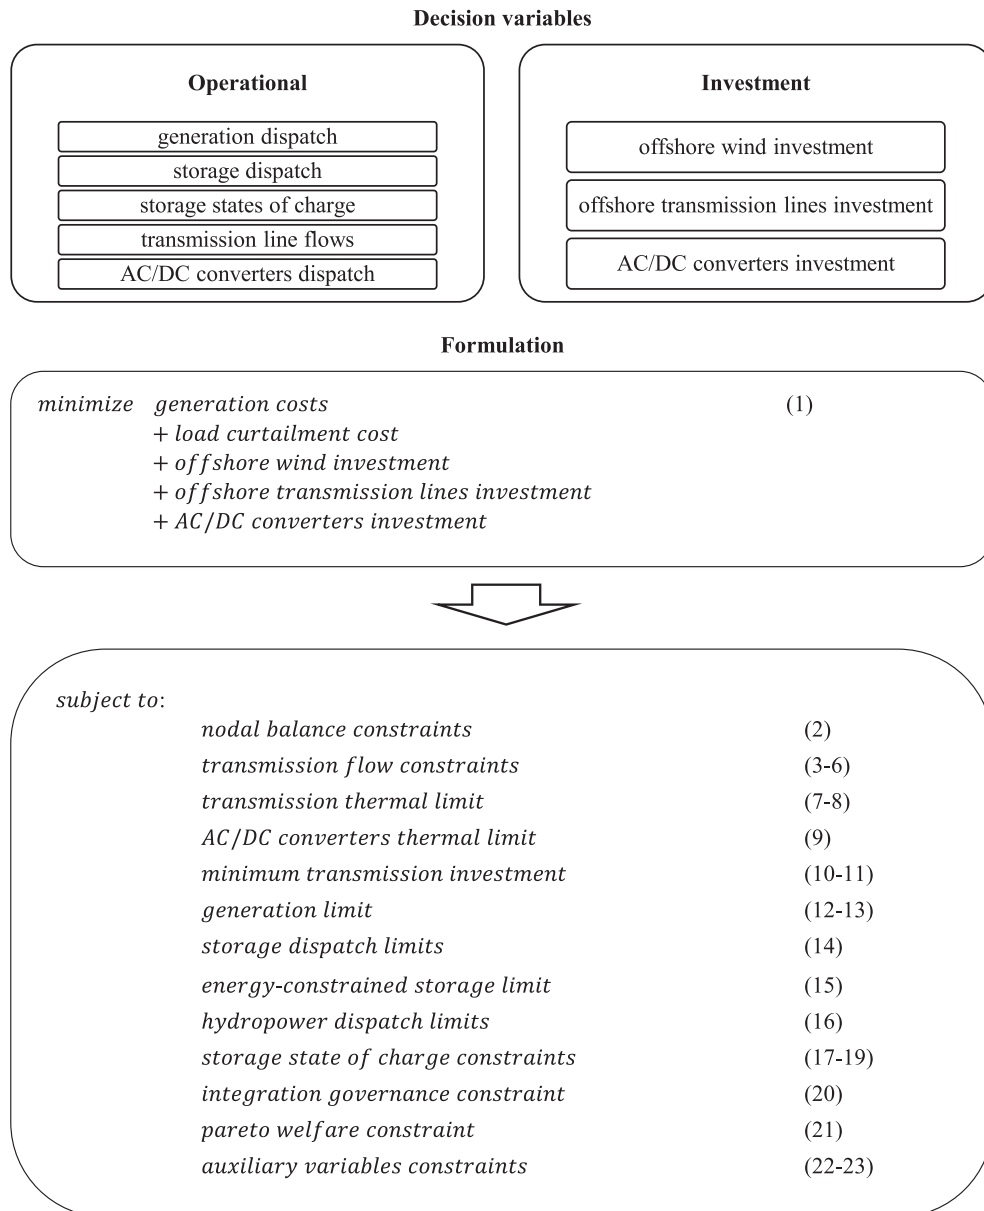 Decision variables
Operational
generation dispatch
storage dispatch
storage states of charge
transmission line flows
AC/DC converters dispatch
Investment
offshore wind investment
offshore transmission lines investment
AC/DC converters investment
Formulation
minimize generation costs (1)
+ load curtailment cost
+ offshore wind investment
+ offshore transmission lines investment
+ AC/DC converters investment
subject to:
nodal balance constraints (2)
transmission flow constraints (3-6)
transmission thermal limit (7-8)
AC/DC converters thermal limit (9)
minimum transmission investment (10-11)
generation limit (12-13)
storage dispatch limits (14)
energy-constrained storage limit (15)
hydropower dispatch limits (16)
storage state of charge constraints (17-19)
integration governance constraint (20)
pareto welfare constraint (21)
auxiliary variables constraints (22-23)